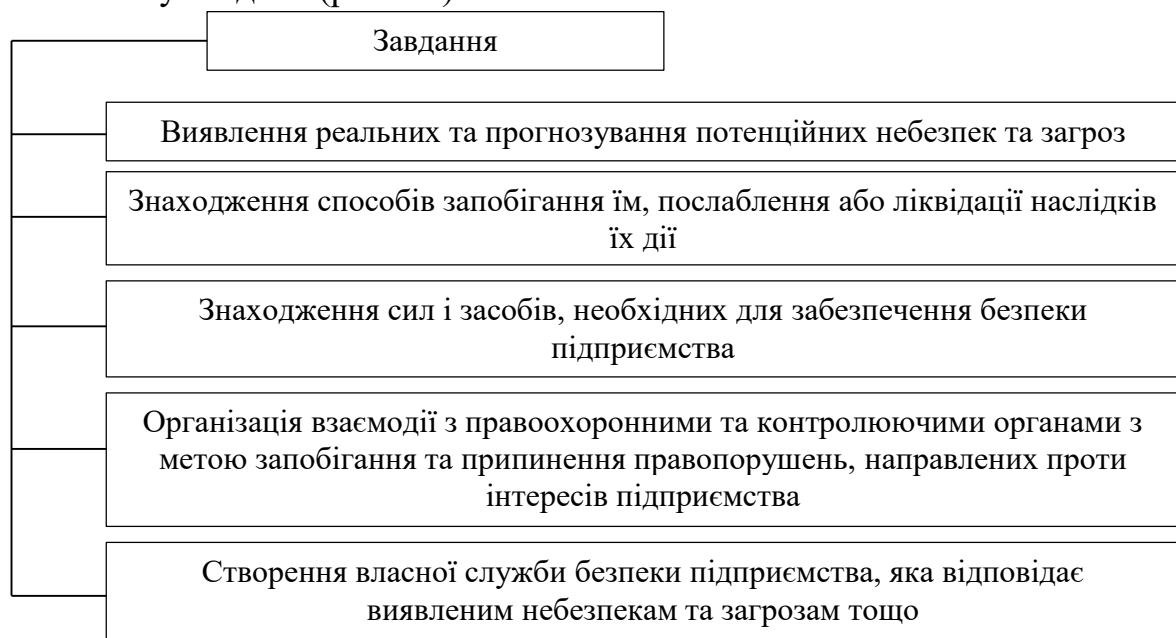 Завдання
Виявлення реальних та прогнозування потенційних небезпек та загроз
Знаходження способів запобігання їм, послаблення або ліквідації наслідків
їх дії
Знаходження сил і засобів, необхідних для забезпечення безпеки
підприємства
Організація взаємодії з правоохоронними та контролюючими органами з
метою запобігання та припинення правопорушень, направлених проти
інтересів підприємства
Створення власної служби безпеки підприємства, яка відповідає
виявленим небезпекам та загрозам тощо